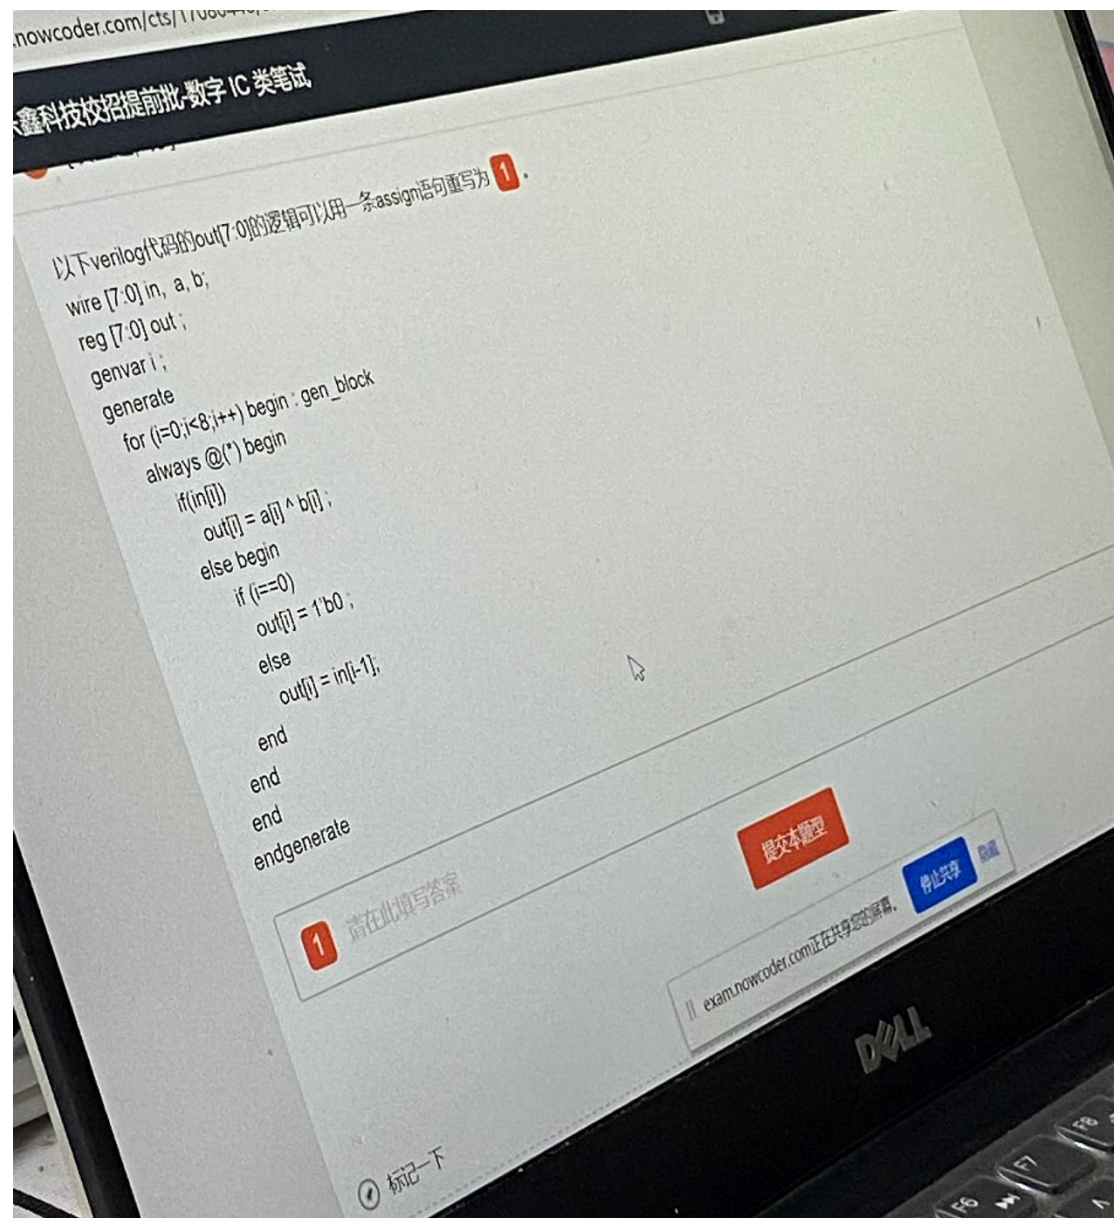 nowcoder.com/cts/
鑫科技校招提前批-数字 IC 类笔试
以下verilog代码的out[7:0]的逻辑可以用一条assign语句重写为 1 。
wire [7:0] in, a, b;
reg [7:0] out ;
genvar i ;
generate
for (i=0;i<8;i++) begin : gen_block
always @(*) begin
if(in[i])
out[i] = a[i] ^ b[i] ;
else begin
if (i==0)
out[i] = 1'b0 ;
else
out[i] = in[i-1];
end
end
end
endgenerate
1 请在此填写答案
提交本题型
|| exam.nowcoder.com正在共享您的屏幕。 停止共享 隐藏
DELL
标记一下
F6
F7
F8